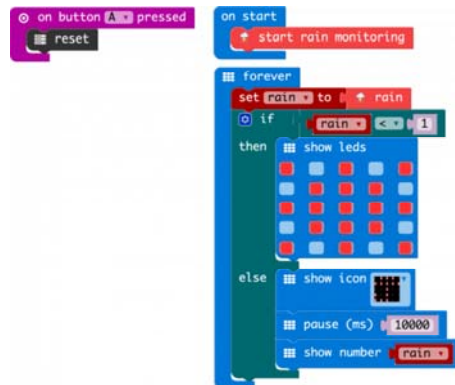 on button A pressed
reset
on start
start rain monitoring
forever
set rain to rain
if rain < 1
then show leds
else show icon
pause (ms) 10000
show number rain